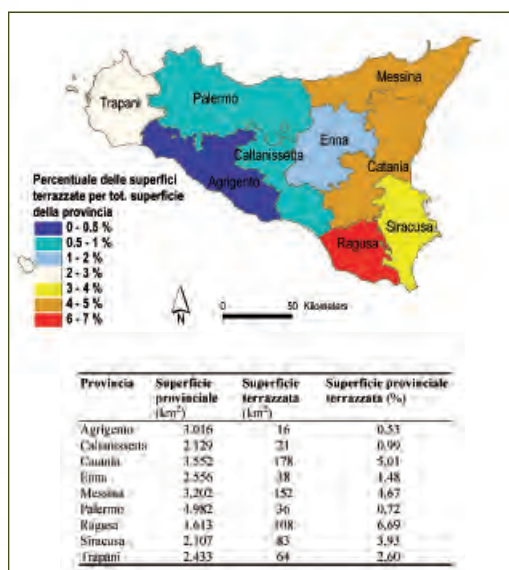 Messina
Trapani
Palermo
Enna
Caltanissetta
Catania
Agrigento
Siracusa
Ragusa
Percentuale delle superfici
terrazzate per tot. superficie
della provincia
0 - 0.5 %
0.5 - 1 %
1 - 2 %
2 - 3 %
3 - 4 %
4 - 5 %
6 - 7 %
N
0 50 Kilometers
Provincia Superficie provinciale (km²) Superficie terrazzata (km²) Superficie provinciale terrazzata (%)
Agrigento 3.016 16 0,53
Caltanissetta 2.129 21 0,99
Catania 3.552 178 5,01
Enna 2.556 38 1,48
Messina 3.202 152 4,67
Palermo 4.982 36 0,72
Ragusa 1.613 108 6,69
Siracusa 2.107 83 3,93
Trapani 2.433 64 2,60